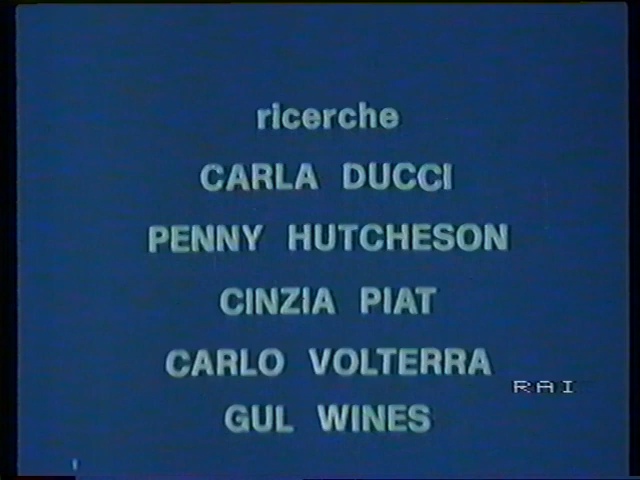 ricerche
CARLA DUCCI
PENNY HUTCHESON
CINZIA PIAT
CARLO VOLTERRA
RAI
GUL WINES